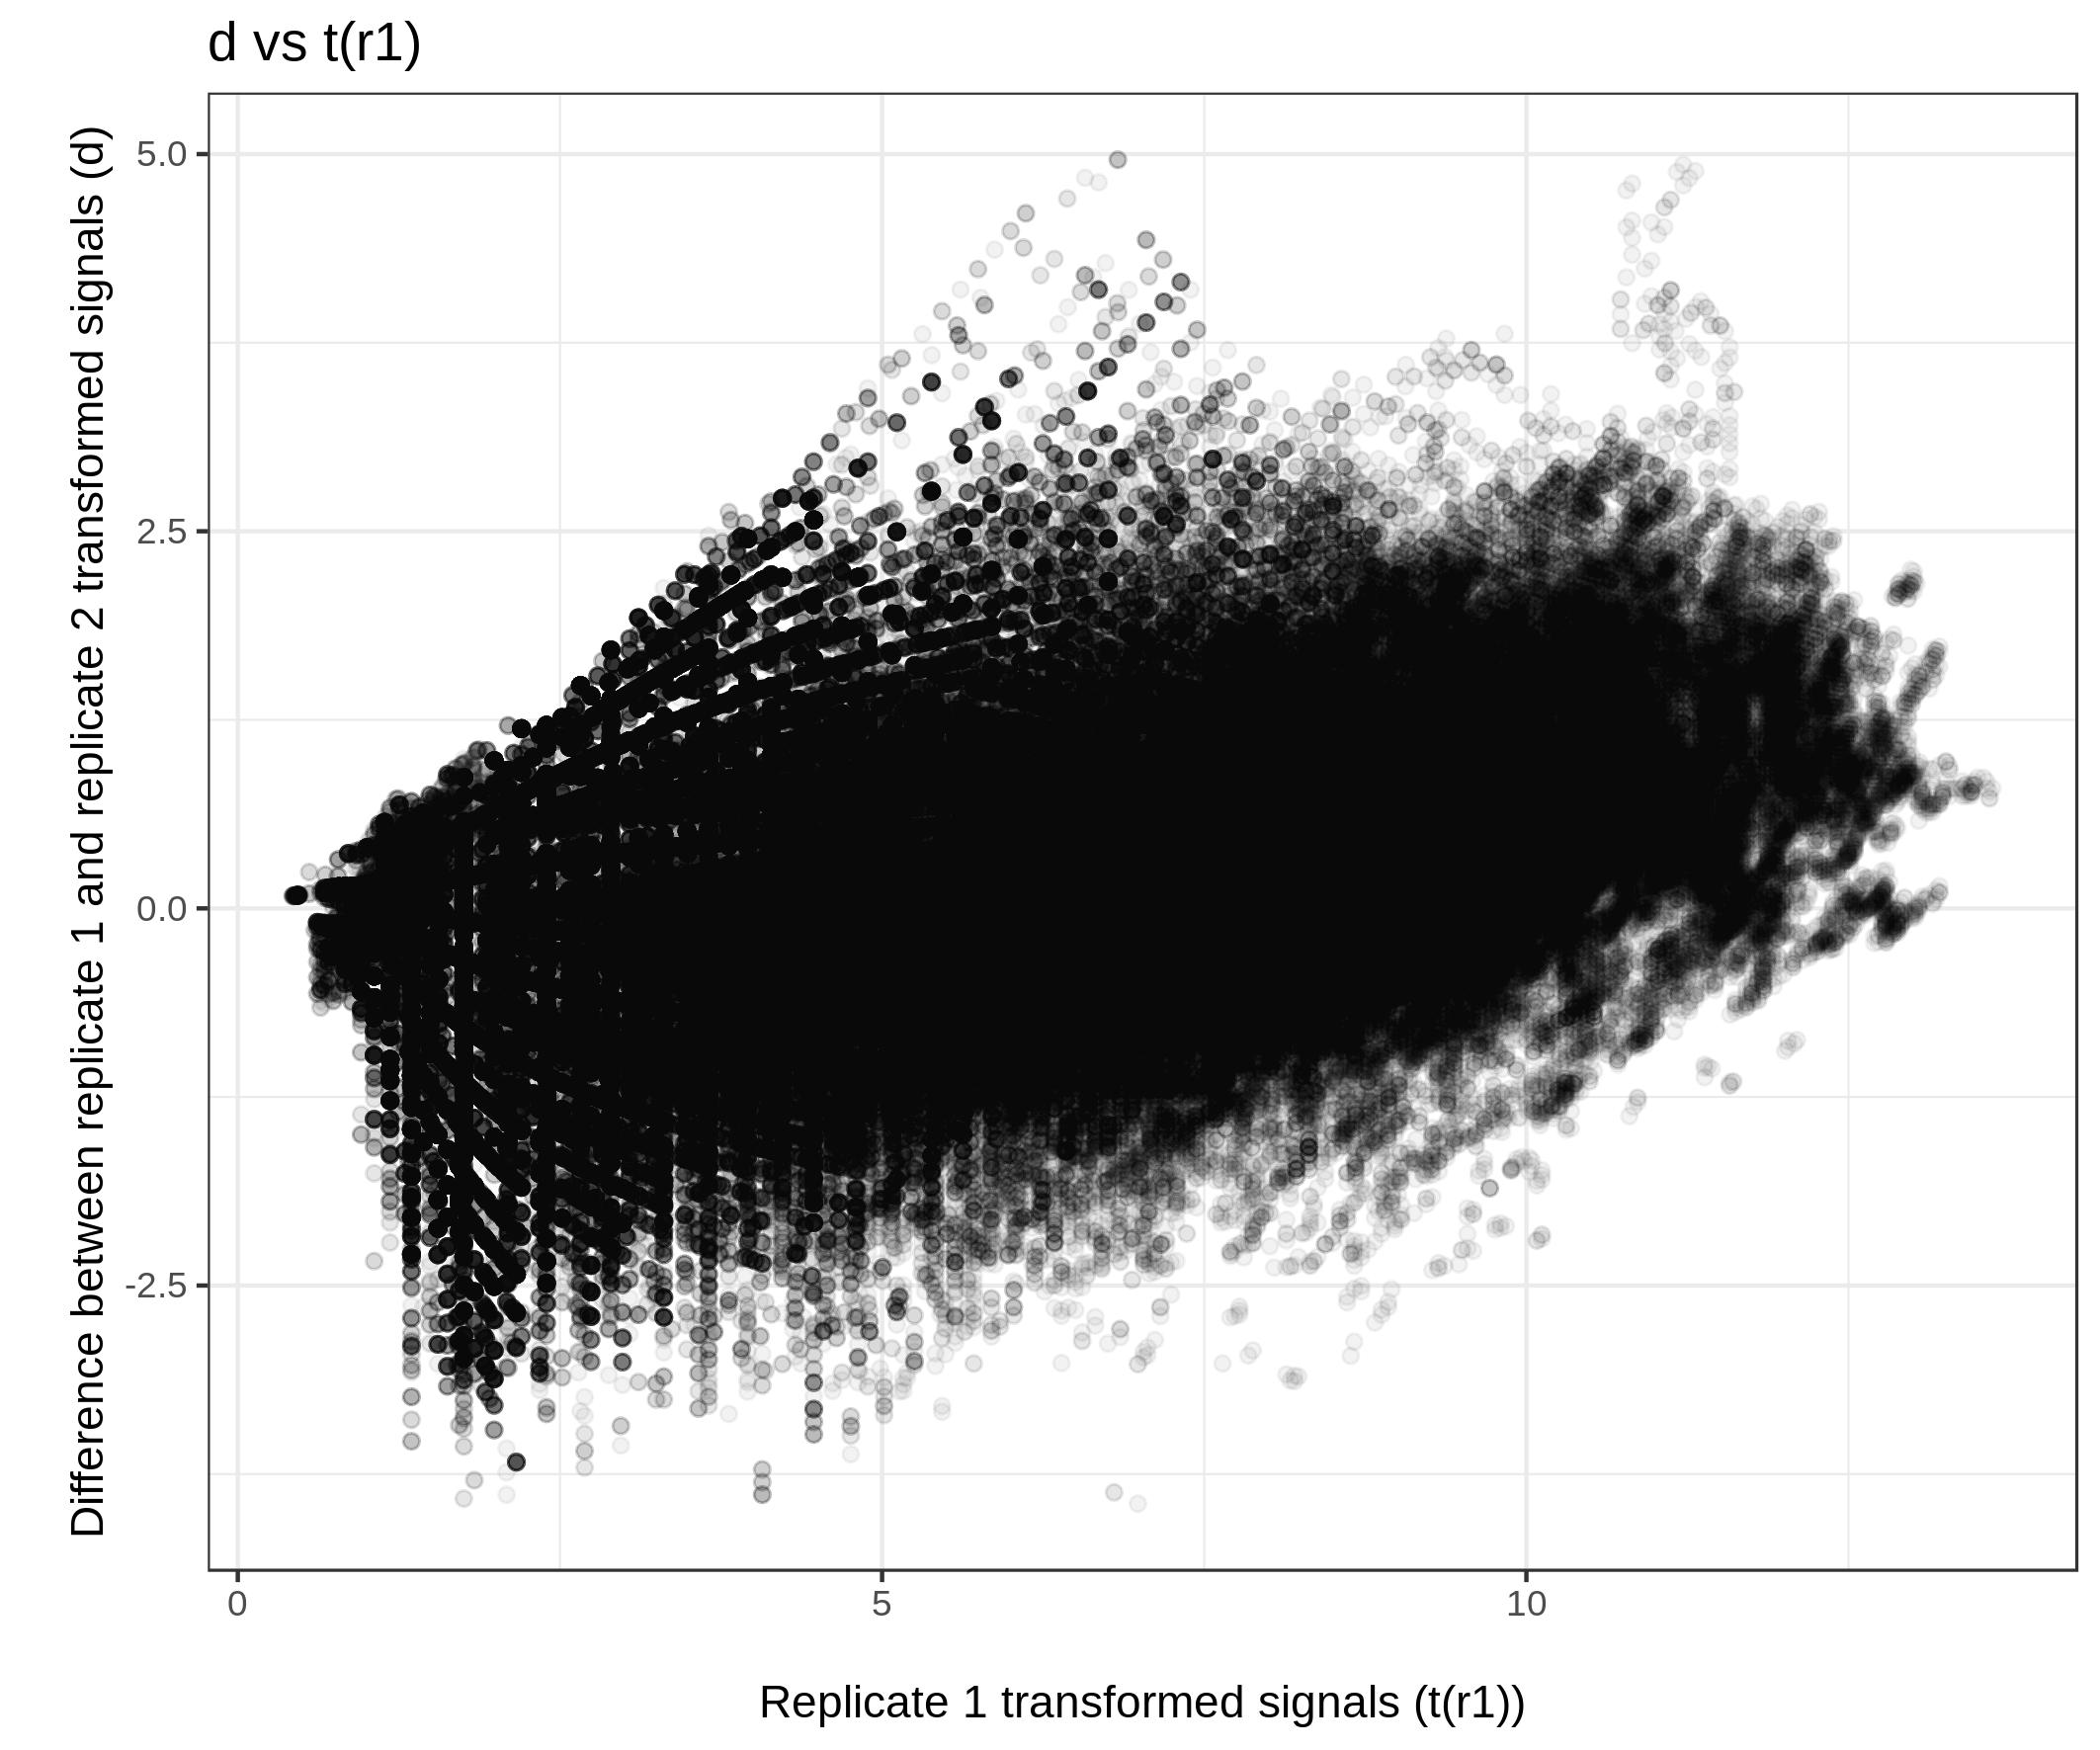 d vs t(r1)
Difference between replicate 1 and replicate 2 transformed signals (d)
5.0
2.5
0.0
-2.5
0
5
10
Replicate 1 transformed signals (t(r1))